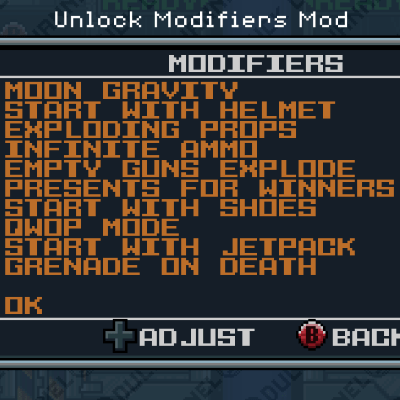 Unlock Modifiers Mod
MODIFIERS
MOON GRAVITY
START WITH HELMET
EXPLODING PROPS
INFINITE AMMO
EMPTY GUNS EXPLODE
PRESENTS FOR WINNERS
START WITH SHOES
QWOP MODE
START WITH JETPACK
GRENADE ON DEATH
OK
ADJUST B BACK